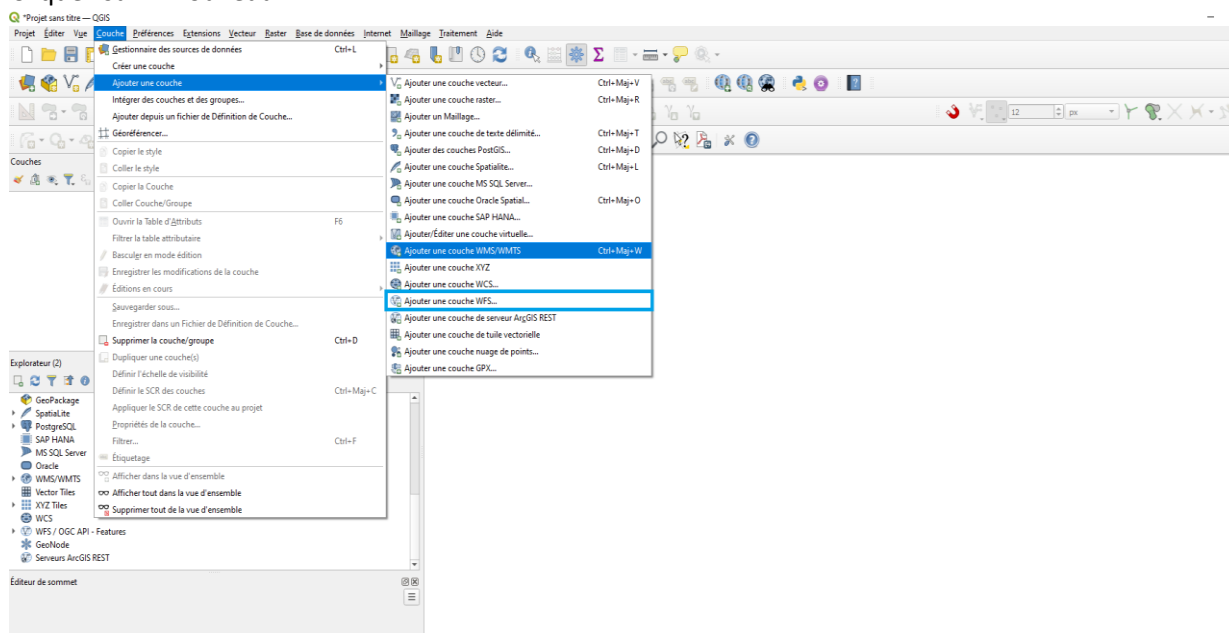 *Projet sans titre — QGIS
Projet Éditer Vue Couche Préférences Extensions Vecteur Raster Base de données Internet Maillage Traitement Aide
Gestionnaire des sources de données Ctrl+L
Créer une couche
Ajouter une couche
Intégrer des couches et des groupes...
Ajouter depuis un fichier de Définition de Couche...
Géoréférencer...
Copier le style
Coller le style
Copier la Couche
Coller Couche/Groupe
Ouvrir la Table d'Attributs F6
Filtrer la table attributaire
Basculer en mode édition
Enregistrer les modifications de la couche
Éditions en cours
Sauvegarder sous...
Enregistrer dans un Fichier de Définition de Couche...
Supprimer la couche/groupe Ctrl+D
Dupliquer une couche(s)
Définir l'échelle de visibilité
Définir le SCR des couches Ctrl+Maj+C
Appliquer le SCR de cette couche au projet
Propriétés de la couche...
Filtrer... Ctrl+F
Étiquetage
Afficher dans la vue d'ensemble
Afficher tout dans la vue d'ensemble
Supprimer tout de la vue d'ensemble
Ajouter une couche vecteur... Ctrl+Maj+V
Ajouter une couche raster... Ctrl+Maj+R
Ajouter un Maillage...
Ajouter une couche de texte délimité... Ctrl+Maj+T
Ajouter des couches PostGIS... Ctrl+Maj+D
Ajouter une couche Spatialite... Ctrl+Maj+L
Ajouter une couche MS SQL Server...
Ajouter une couche Oracle Spatial... Ctrl+Maj+O
Ajouter une couche SAP HANA...
Ajouter/Éditer une couche virtuelle...
Ajouter une couche WMS/WMTS Ctrl+Maj+W
Ajouter une couche XYZ
Ajouter une couche WCS...
Ajouter une couche WFS...
Ajouter une couche de serveur ArcGIS REST
Ajouter une couche de tuile vectorielle
Ajouter une couche nuage de points...
Ajouter une couche GPX...
12 px
Couches
Explorateur (2)
GeoPackage
SpatiaLite
PostgreSQL
SAP HANA
MS SQL Server
Oracle
WMS/WMTS
Vector Tiles
XYZ Tiles
WCS
WFS / OGC API - Features
GeoNode
Serveurs ArcGIS REST
Éditeur de sommet